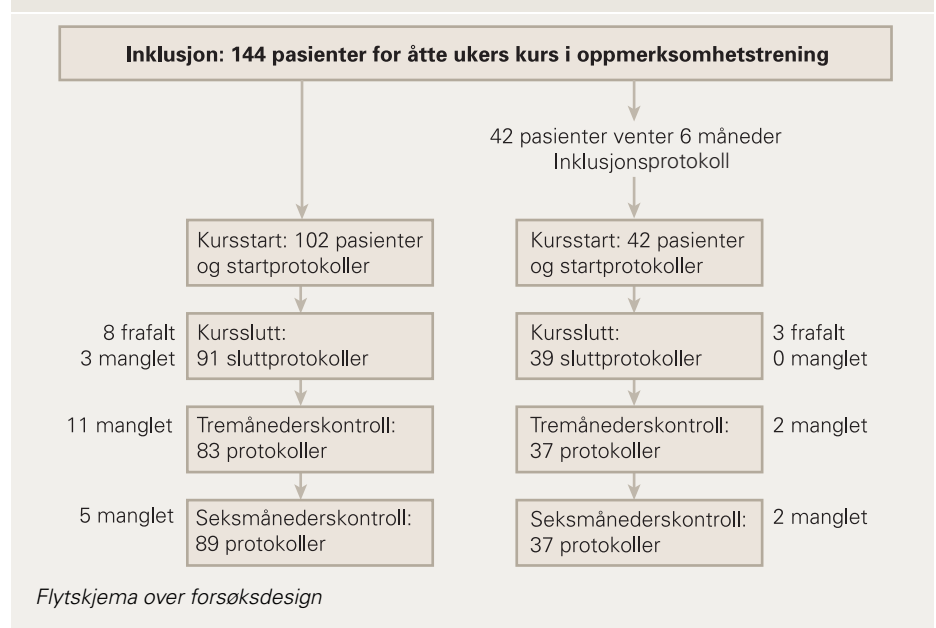 Inklusjon: 144 pasienter for åtte ukers kurs i oppmerksomhetstrening
42 pasienter venter 6 måneder
Inklusjonsprotokoll
Kursstart: 102 pasienter
og startprotokoller
Kursstart: 42 pasienter
og startprotokoller
8 frafalt
3 manglet
Kursslutt:
91 sluttprotokoller
Kursslutt:
39 sluttprotokoller
3 frafalt
0 manglet
11 manglet
Tremånederskontroll:
83 protokoller
Tremånederskontroll:
37 protokoller
2 manglet
5 manglet
Seksmånederskontroll:
89 protokoller
Seksmånederskontroll:
37 protokoller
2 manglet
Flytskjema over forsøksdesign